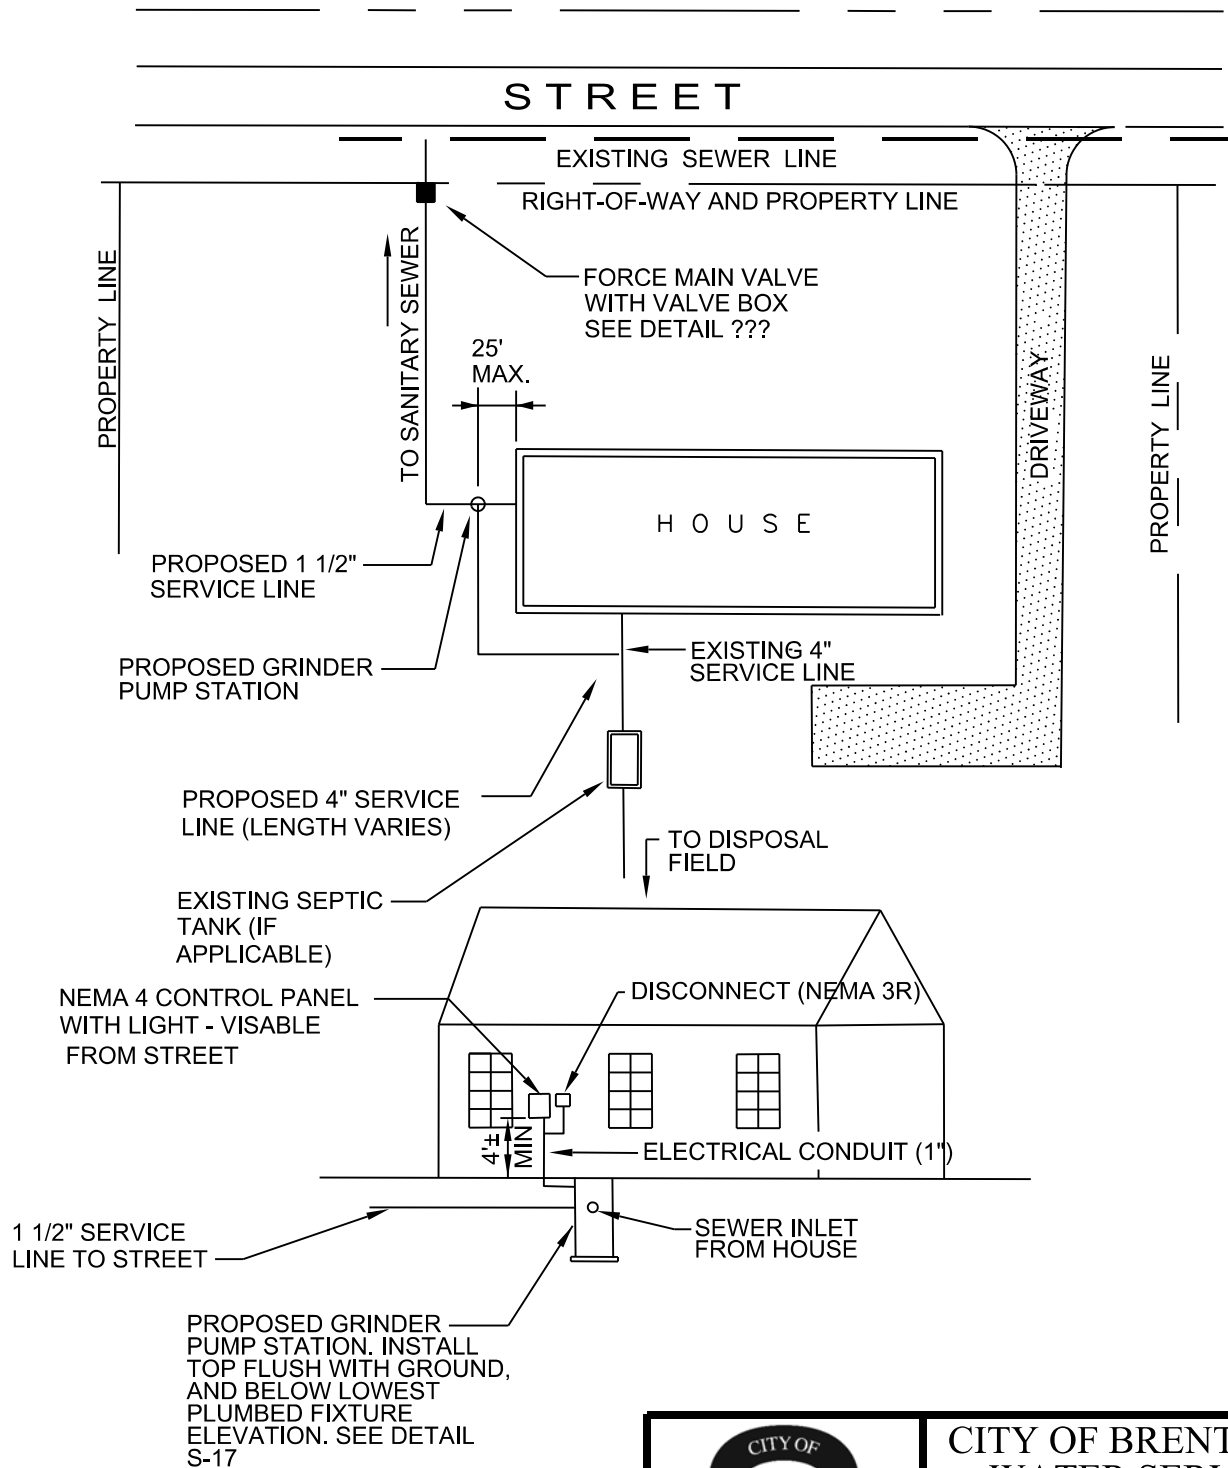 STREET
EXISTING SEWER LINE
RIGHT-OF-WAY AND PROPERTY LINE
PROPERTY LINE
TO SANITARY SEWER
FORCE MAIN VALVE
WITH VALVE BOX
SEE DETAIL ???
25'
MAX.
DRIVEWAY
PROPERTY LINE
HOUSE
PROPOSED 1 1/2"
SERVICE LINE
PROPOSED GRINDER
PUMP STATION
EXISTING 4"
SERVICE LINE
PROPOSED 4" SERVICE
LINE (LENGTH VARIES)
TO DISPOSAL
FIELD
EXISTING SEPTIC
TANK (IF
APPLICABLE)
NEMA 4 CONTROL PANEL
WITH LIGHT - VISABLE
FROM STREET
DISCONNECT (NEMA 3R)
4'±
MIN
ELECTRICAL CONDUIT (1")
1 1/2" SERVICE
LINE TO STREET
SEWER INLET
FROM HOUSE
PROPOSED GRINDER
PUMP STATION. INSTALL
TOP FLUSH WITH GROUND,
AND BELOW LOWEST
PLUMBED FIXTURE
ELEVATION. SEE DETAIL
S-17
CITY OF
CITY OF BRENT
WATER